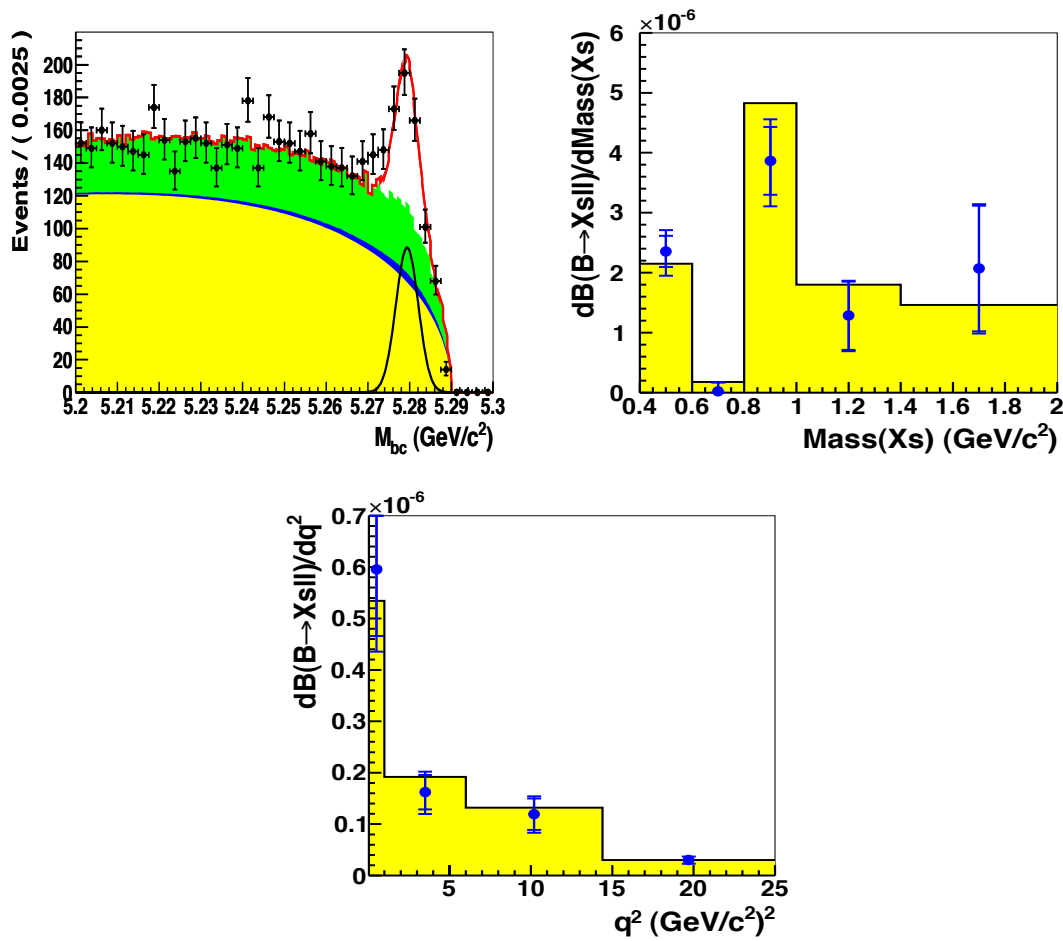 Events / ( 0.0025 )
200
180
160
140
120
100
80
60
40
20
0
5.2 5.21 5.22 5.23 5.24 5.25 5.26 5.27 5.28 5.29 5.3
M_bc (GeV/c²)
×10⁻⁶
dB(B→Xsll)/dMass(Xs)
6
4
2
0
0.4 0.6 0.8 1 1.2 1.4 1.6 1.8 2
Mass(Xs) (GeV/c²)
×10⁻⁶
dB(B→Xsll)/dq²
0.7
0.6
0.5
0.4
0.3
0.2
0.1
0
5 10 15 20 25
q² (GeV/c²)²